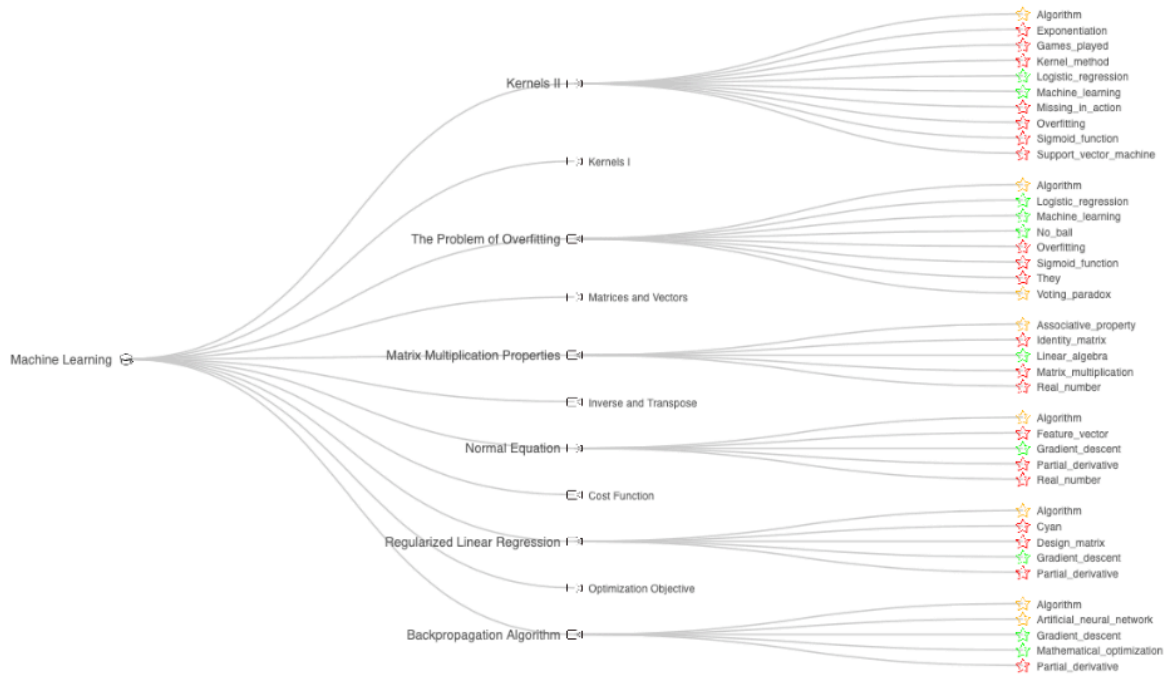 Machine Learning
Kernels II
Algorithm
Exponentiation
Games_played
Kernel_method
Logistic_regression
Machine_learning
Missing_in_action
Overfitting
Sigmoid_function
Support_vector_machine
Kernels I
The Problem of Overfitting
Algorithm
Logistic_regression
Machine_learning
No_ball
Overfitting
Sigmoid_function
They
Voting_paradox
Matrices and Vectors
Matrix Multiplication Properties
Associative_property
Identity_matrix
Linear_algebra
Matrix_multiplication
Real_number
Inverse and Transpose
Normal Equation
Algorithm
Feature_vector
Gradient_descent
Partial_derivative
Real_number
Cost Function
Regularized Linear Regression
Algorithm
Cyan
Design_matrix
Gradient_descent
Partial_derivative
Optimization Objective
Backpropagation Algorithm
Algorithm
Artificial_neural_network
Gradient_descent
Mathematical_optimization
Partial_derivative